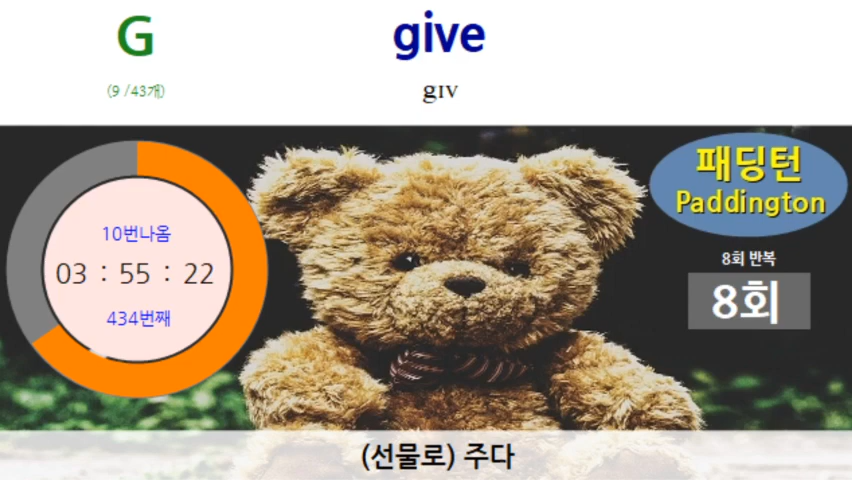 G
give
(9 /43개)
gɪv
패딩턴
Paddington
10번나옴
03 : 55 : 22
434번째
8회 반복
8회
(선물로) 주다